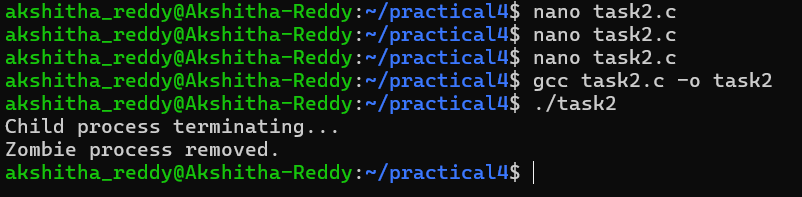 akshitha_reddy@Akshitha-Reddy:~/practical4$ nano task2.c
akshitha_reddy@Akshitha-Reddy:~/practical4$ nano task2.c
akshitha_reddy@Akshitha-Reddy:~/practical4$ nano task2.c
akshitha_reddy@Akshitha-Reddy:~/practical4$ gcc task2.c -o task2
akshitha_reddy@Akshitha-Reddy:~/practical4$ ./task2
Child process terminating...
Zombie process removed.
akshitha_reddy@Akshitha-Reddy:~/practical4$